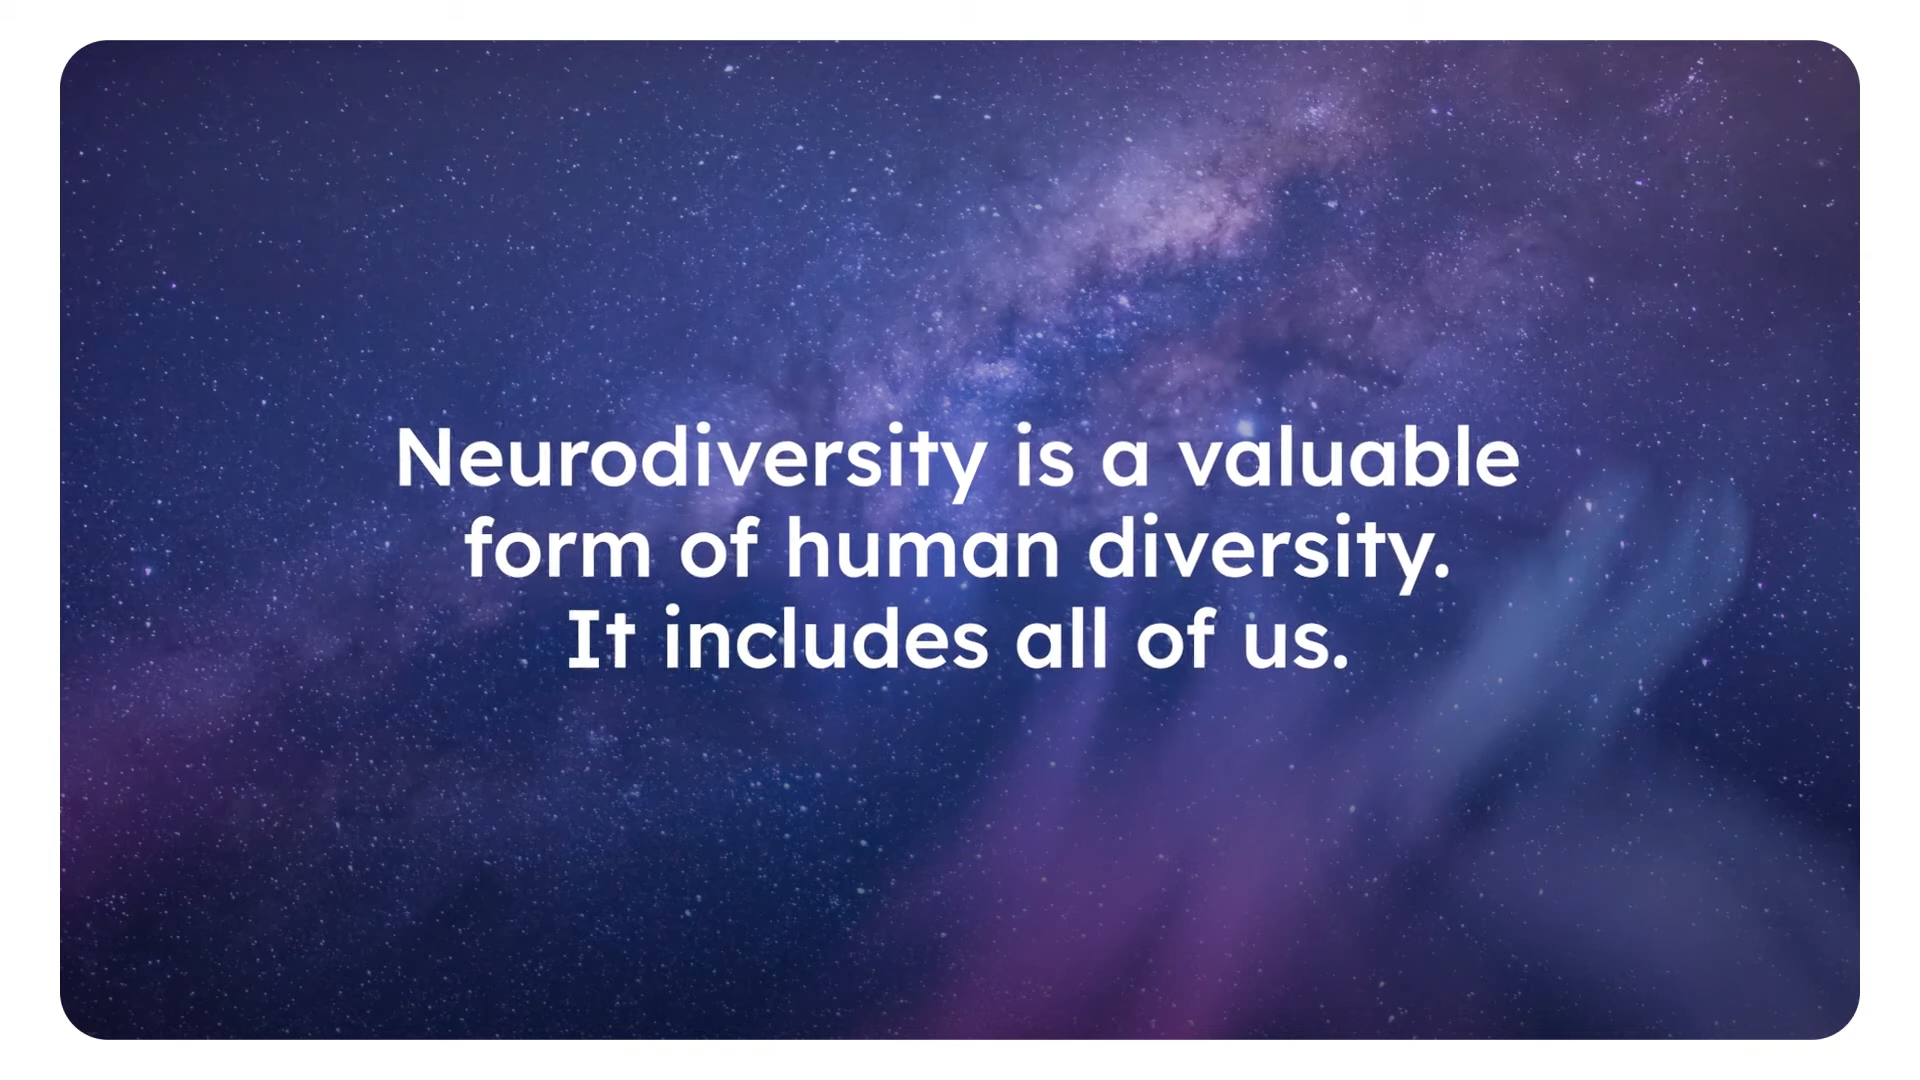 Neurodiversity is a valuable
form of human diversity.
It includes all of us.